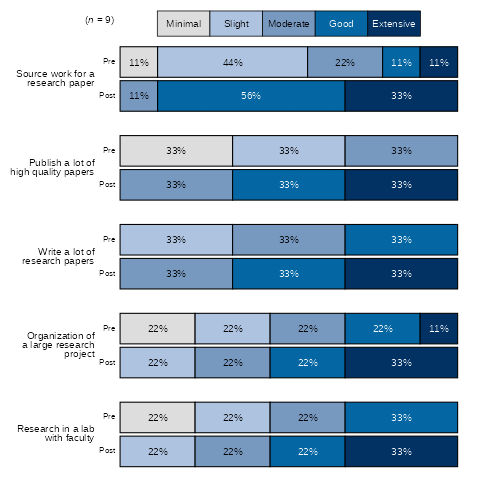 (n = 9) Minimal Slight Moderate Good Extensive
Source work for a
research paper
Pre 11% 44% 22% 11% 11%
Post 11% 56% 33%
Publish a lot of
high quality papers
Pre 33% 33% 33%
Post 33% 33% 33%
Write a lot of
research papers
Pre 33% 33% 33%
Post 33% 33% 33%
Organization of
a large research
project
Pre 22% 22% 22% 22% 11%
Post 22% 22% 22% 33%
Research in a lab
with faculty
Pre 22% 22% 22% 33%
Post 22% 22% 22% 33%